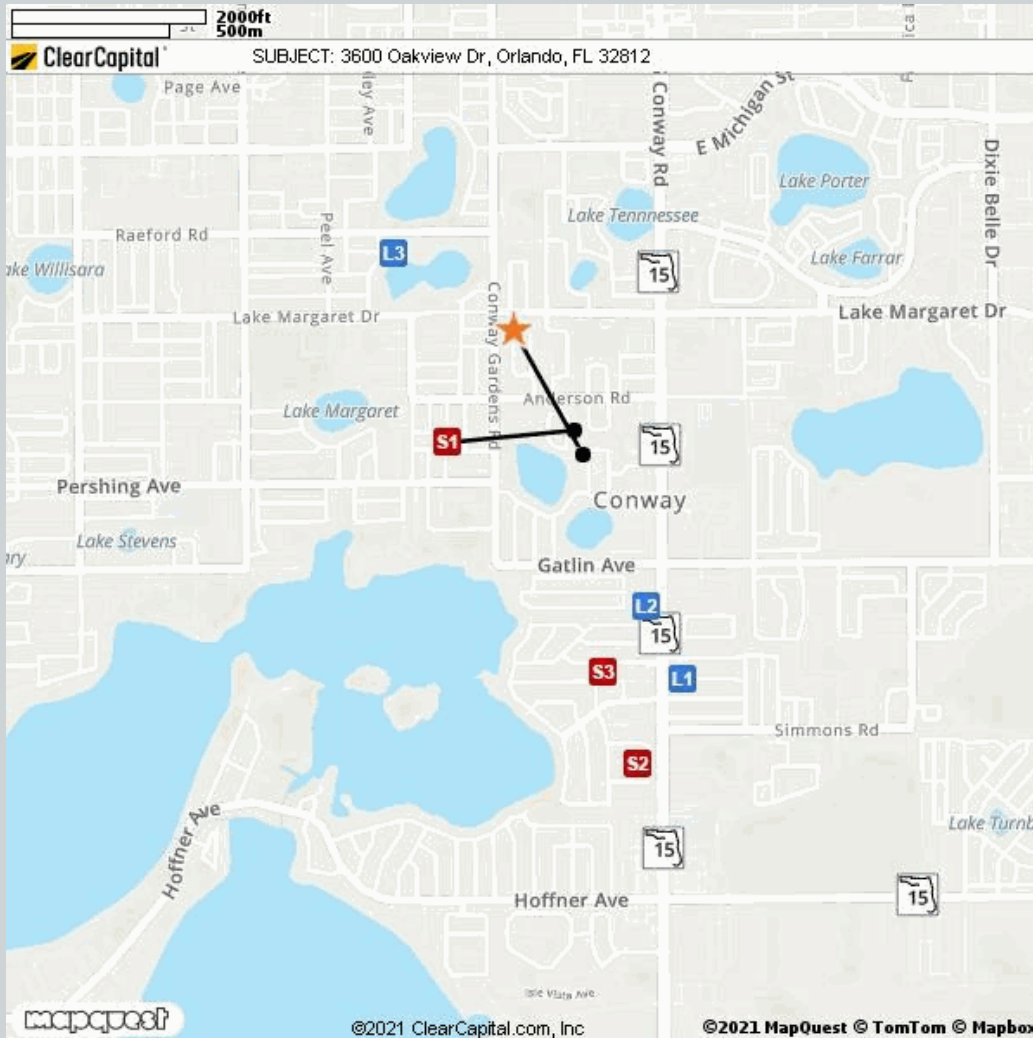 2000ft
500m
ClearCapital
SUBJECT: 3600 Oakview Dr, Orlando, FL 32812
Page Ave
ley Ave
Conway Rd
E Michigan St
Dixie Belle Dr
Lake Porter
Peel Ave
Lake Tennnessee
Raeford Rd
L3
Lake Farrar
ake Willisara
15
Conway Gardens Rd
Lake Margaret Dr
Lake Margaret Dr
Anderson Rd
Lake Margaret
S1
15
Pershing Ave
Conway
Lake Stevens
Gatlin Ave
L2
15
S3
L1
Simmons Rd
S2
Hoffner Ave
Lake Turnb
15
Hoffner Ave
15
Isle Vista Ave
mapquest
©2021 ClearCapital.com, Inc
©2021 MapQuest © TomTom © Mapbox